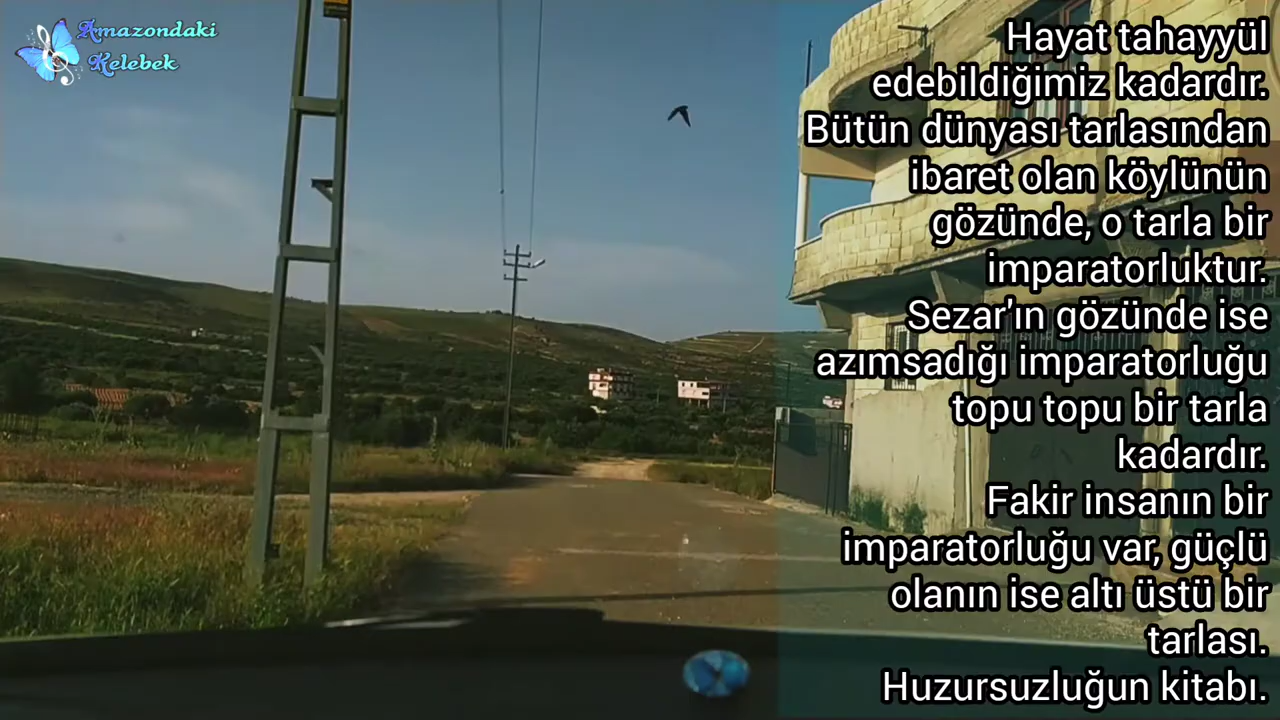 Amazondaki
Kelebek
Hayat tahayyül
edebildiğimiz kadardır.
Bütün dünyası tarlasından
ibaret olan köylünün
gözünde, o tarla bir
imparatorluktur.
Sezar'ın gözünde ise
azımsadığı imparatorluğu
topu topu bir tarla
kadardır.
Fakir insanın bir
imparatorluğu var, güçlü
olanın ise altı üstü bir
tarlası.
Huzursuzluğun kitabı.